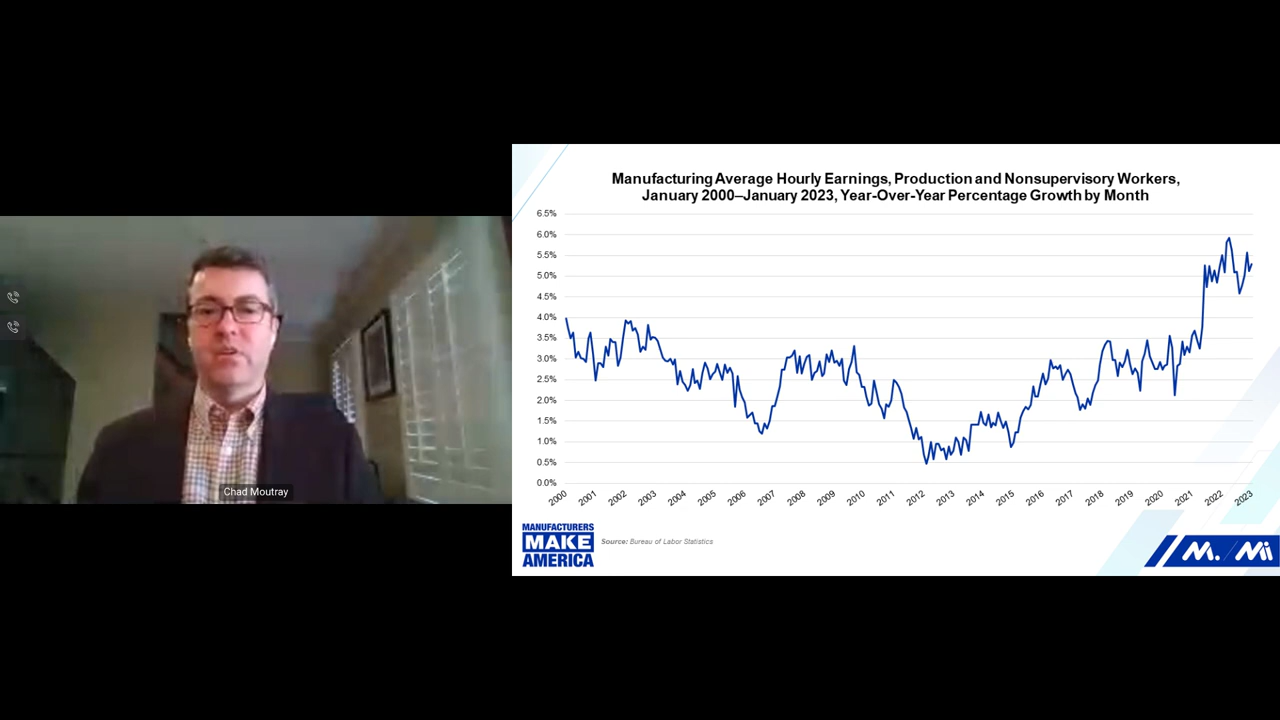 Chad Moutray
Manufacturing Average Hourly Earnings, Production and Nonsupervisory Workers,
January 2000–January 2023, Year-Over-Year Percentage Growth by Month
6.5%
6.0%
5.5%
5.0%
4.5%
4.0%
3.5%
3.0%
2.5%
2.0%
1.5%
1.0%
0.5%
0.0%
2000 2001 2002 2003 2004 2005 2006 2007 2008 2009 2010 2011 2012 2013 2014 2015 2016 2017 2018 2019 2020 2021 2022 2023
MANUFACTURERS
MAKE
AMERICA
Source: Bureau of Labor Statistics
M. / Mi